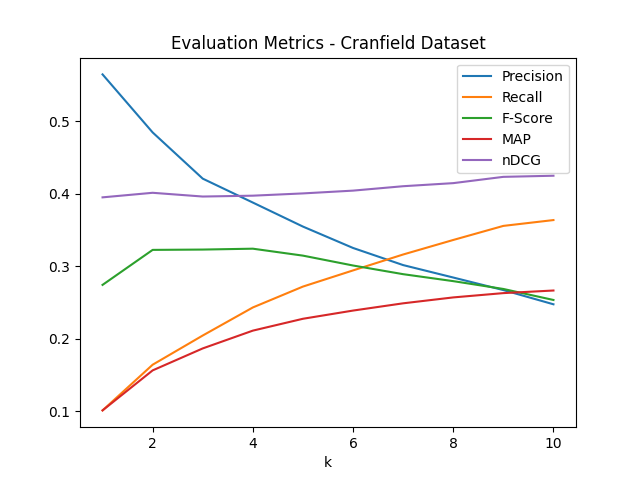 Evaluation Metrics - Cranfield Dataset
Precision
Recall
F-Score
MAP
nDCG
0.5
0.4
0.3
0.2
0.1
2 4 6 8 10
k